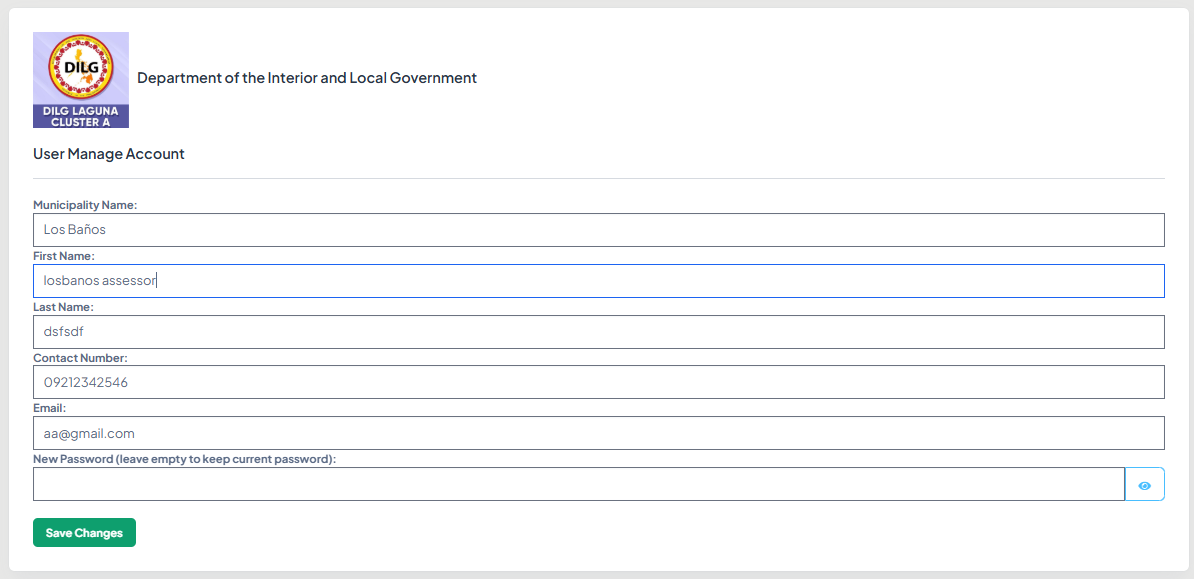 DILG
DILG LAGUNA
CLUSTER A
Department of the Interior and Local Government
User Manage Account
Municipality Name:
Los Baños
First Name:
losbanos assessor
Last Name:
dsfsdf
Contact Number:
09212342546
Email:
aa@gmail.com
New Password (leave empty to keep current password):
Save Changes